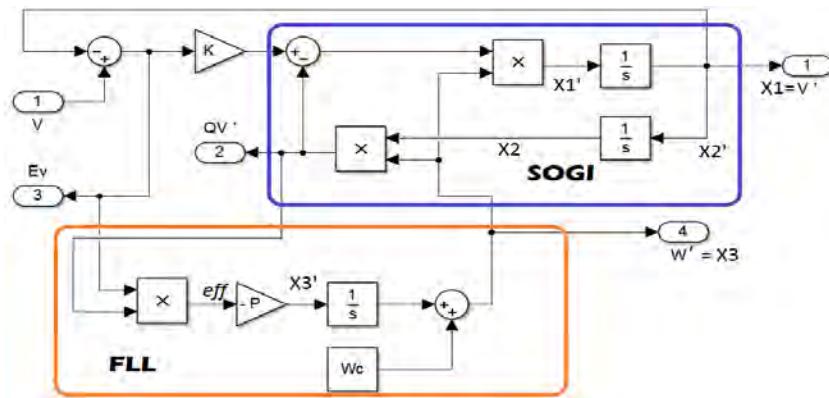 K
1
V
×
X1'
1
s
1
X1=V'
QV'
2
×
X2
1
s
X2'
SOGI
Ev
3
4
W' = X3
×
eff
- P
X3'
1
s
Wc
FLL